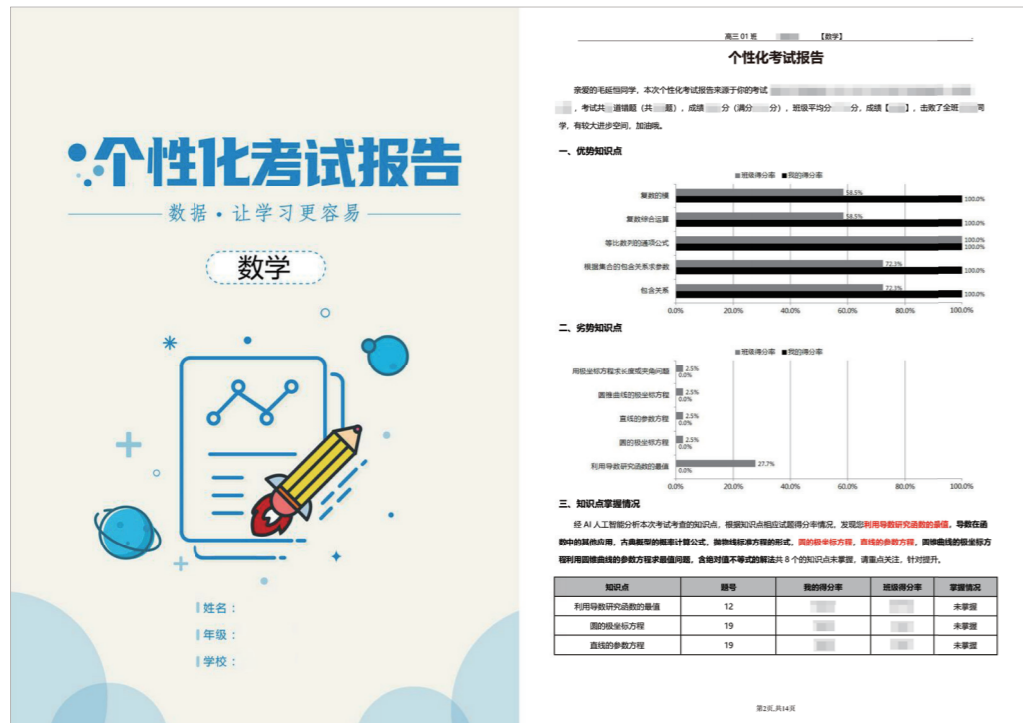 个性化考试报告
数据·让学习更容易
数学
姓名：
年级：
学校：
高三01班 【数学】
个性化考试报告
亲爱的毛延恒同学，本次个性化考试报告来源于你的考试
，考试共 道错题（共 题），成绩 分（满分 分），班级平均分 分，成绩【 】，击败了全班 同
学，有较大进步空间，加油哦。
一、优势知识点
■班级得分率 ■我的得分率
复数的模 58.5% 100.0%
复数综合运算 58.5% 100.0%
等比数列的通项公式 100.0% 100.0%
根据集合的包含关系求参数 72.3% 100.0%
包含关系 72.3% 100.0%
0.0% 20.0% 40.0% 60.0% 80.0% 100.0%
二、劣势知识点
■班级得分率 ■我的得分率
用极坐标方程求长度或夹角问题 2.5% 0.0%
圆锥曲线的极坐标方程 2.5% 0.0%
直线的参数方程 2.5% 0.0%
圆的极坐标方程 2.5% 0.0%
利用导数研究函数的最值 27.7% 0.0%
0.0% 20.0% 40.0% 60.0% 80.0% 100.0%
三、知识点掌握情况
经 AI 人工智能分析本次考试考查的知识点，根据知识点相应试题得分率情况，发现您利用导数研究函数的最值，导数在函
数中的其他应用，古典概型的概率计算公式，抛物线标准方程的形式，圆的极坐标方程，直线的参数方程，圆锥曲线的极坐标方
程利用圆锥曲线的参数方程求最值问题，含绝对值不等式的解法共 8 个的知识点未掌握，请重点关注，针对提升。
知识点 题号 我的得分率 班级得分率 掌握情况
利用导数研究函数的最值 12 未掌握
圆的极坐标方程 19 未掌握
直线的参数方程 19 未掌握
第2页,共14页